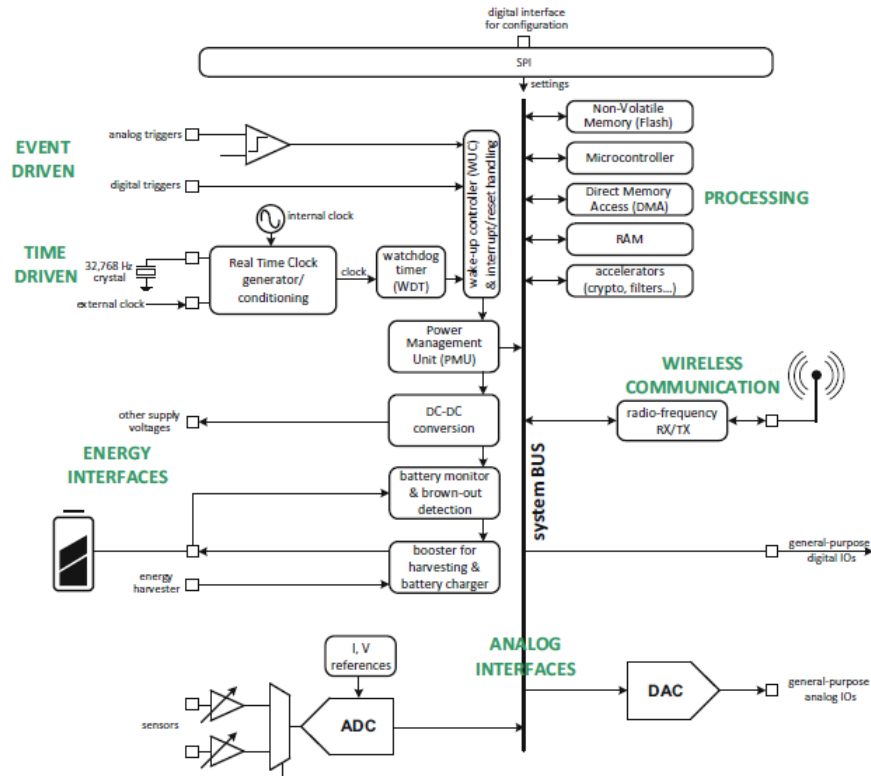 digital interface
for configuration
SPI
settings
analog triggers
EVENT
DRIVEN
digital triggers
wake-up controller (WUC)
& interrupt/reset handling
Non-Volatile
Memory (Flash)
Microcontroller
Direct Memory
Access (DMA)
PROCESSING
RAM
accelerators
(crypto, filters...)
internal clock
TIME
DRIVEN
32,768 Hz
crystal
external clock
Real Time Clock
generator/
conditioning
clock
watchdog
timer
(WDT)
Power
Management
Unit (PMU)
WIRELESS
COMMUNICATION
radio-frequency
RX/TX
other supply
voltages
DC-DC
conversion
ENERGY
INTERFACES
battery monitor
& brown-out
detection
system BUS
booster for
harvesting &
battery charger
energy
harvester
general-purpose
digital IOs
ANALOG
INTERFACES
I, V
references
sensors
ADC
DAC
general-purpose
analog IOs